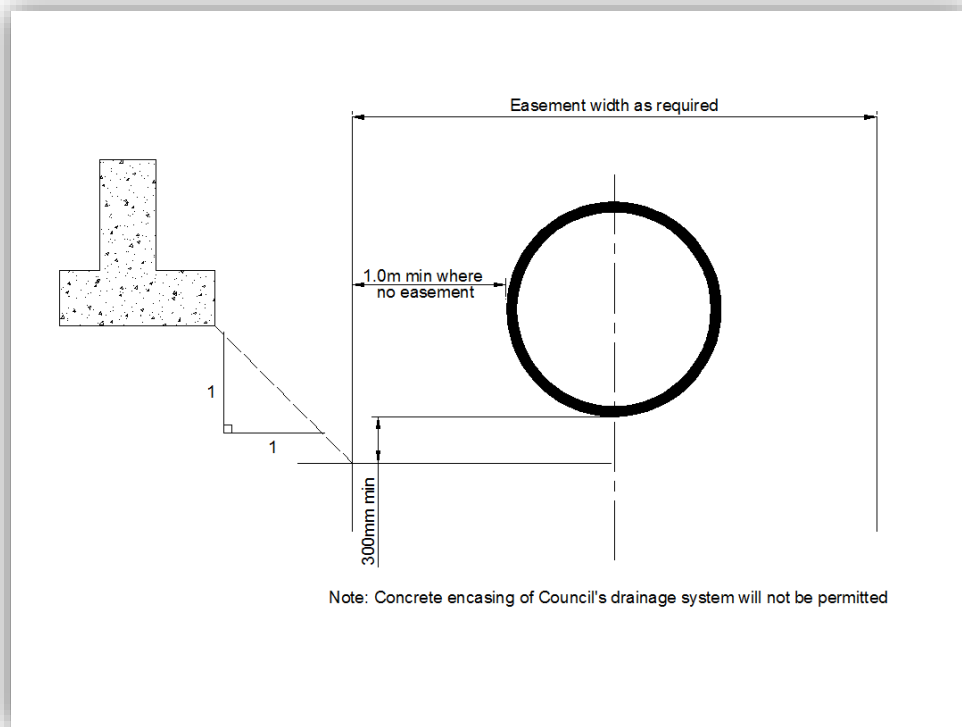 Easement width as required
1.0m min where
no easement
1
1
300mm min
Note: Concrete encasing of Council's drainage system will not be permitted